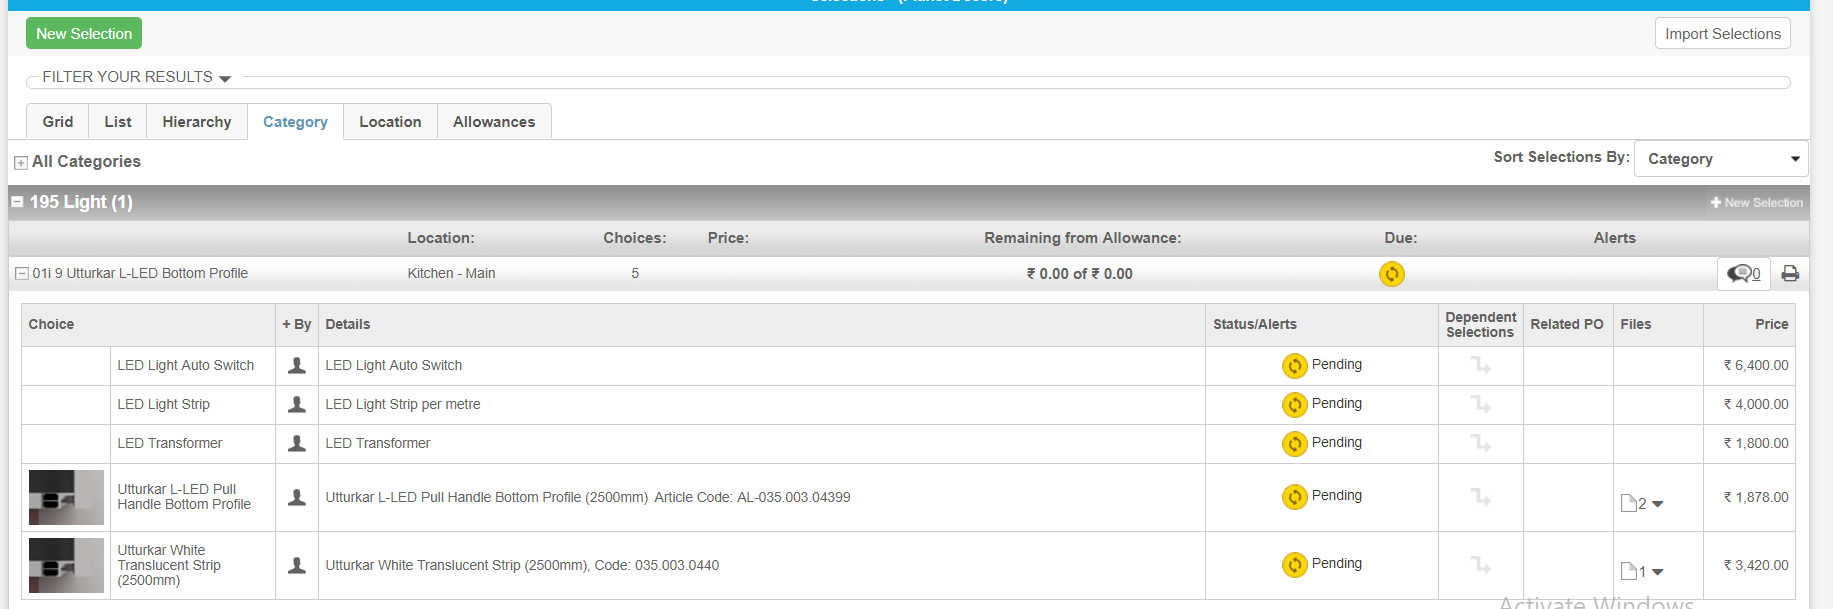 New Selection
Import Selections
FILTER YOUR RESULTS
Grid List Hierarchy Category Location Allowances
All Categories
Sort Selections By: Category
195 Light (1)
New Selection
Location: Choices: Price: Remaining from Allowance: Due: Alerts
01i 9 Utturkar L-LED Bottom Profile Kitchen - Main 5 ₹ 0.00 of ₹ 0.00 0
Choice + By Details Status/Alerts Dependent Selections Related PO Files Price
LED Light Auto Switch LED Light Auto Switch Pending ₹ 6,400.00
LED Light Strip LED Light Strip per metre Pending ₹ 4,000.00
LED Transformer LED Transformer Pending ₹ 1,800.00
Utturkar L-LED Pull
Handle Bottom Profile Utturkar L-LED Pull Handle Bottom Profile (2500mm) Article Code: AL-035.003.04399 Pending 2 ₹ 1,878.00
Utturkar White
Translucent Strip
(2500mm) Utturkar White Translucent Strip (2500mm), Code: 035.003.0440 Pending 1 ₹ 3,420.00
Activate Windows